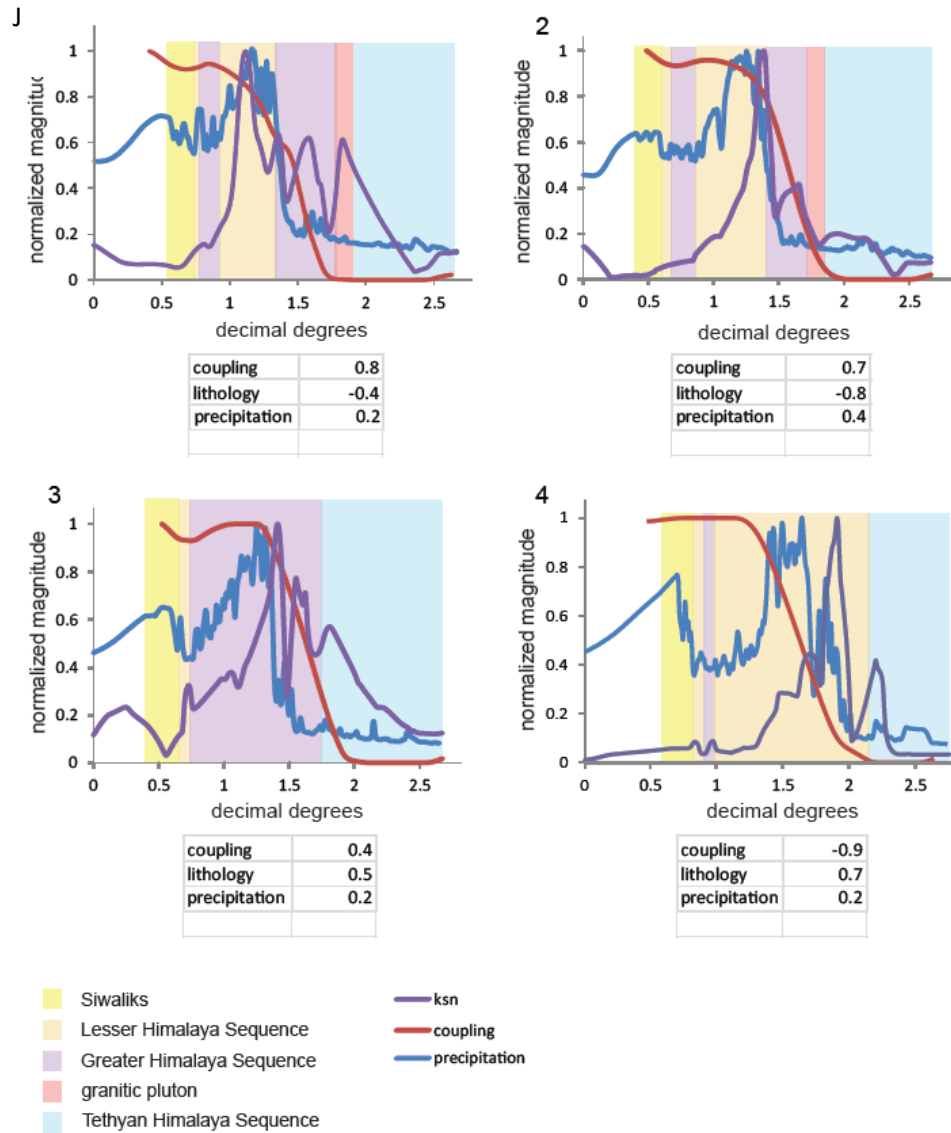 J
normalized magnitude
1
0.8
0.6
0.4
0.2
0
0 0.5 1 1.5 2 2.5
decimal degrees
coupling 0.8
lithology -0.4
precipitation 0.2
2
normalized magnitude
1
0.8
0.6
0.4
0.2
0
0 0.5 1 1.5 2 2.5
decimal degrees
coupling 0.7
lithology -0.8
precipitation 0.4
3
normalized magnitude
1
0.8
0.6
0.4
0.2
0
0 0.5 1 1.5 2 2.5
decimal degrees
coupling 0.4
lithology 0.5
precipitation 0.2
4
normalized magnitude
1
0.8
0.6
0.4
0.2
0
0 0.5 1 1.5 2 2.5
decimal degrees
coupling -0.9
lithology 0.7
precipitation 0.2
Siwaliks
Lesser Himalaya Sequence
Greater Himalaya Sequence
granitic pluton
Tethyan Himalaya Sequence
ksn
coupling
precipitation